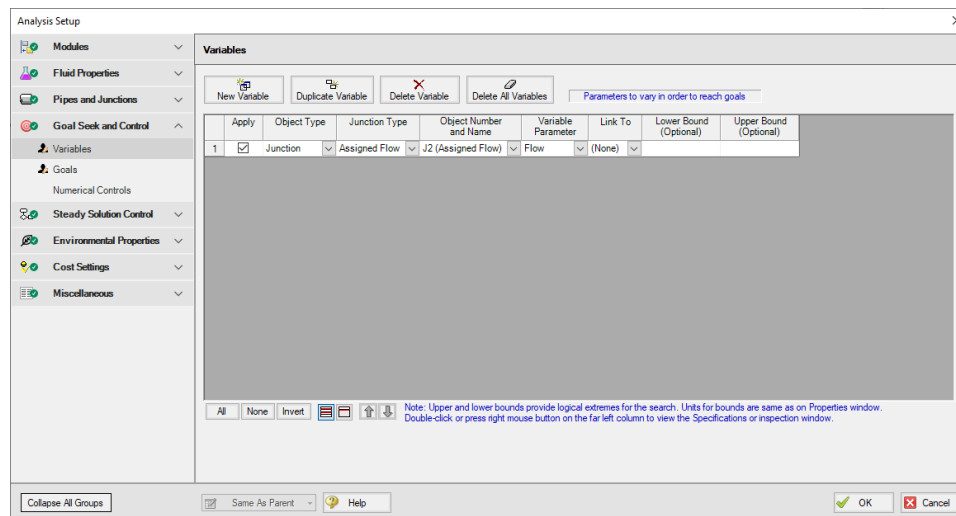 Analysis Setup
Modules
Fluid Properties
Pipes and Junctions
Goal Seek and Control
Variables
Goals
Numerical Controls
Steady Solution Control
Environmental Properties
Cost Settings
Miscellaneous
Variables
New Variable
Duplicate Variable
Delete Variable
Delete All Variables
Parameters to vary in order to reach goals
Apply
Object Type
Junction Type
Object Number
and Name
Variable
Parameter
Link To
Lower Bound
(Optional)
Upper Bound
(Optional)
1 Junction Assigned Flow J2 (Assigned Flow) Flow (None)
All None Invert
Note: Upper and lower bounds provide logical extremes for the search. Units for bounds are same as on Properties window.
Double-click or press right mouse button on the far left column to view the Specifications or inspection window.
Collapse All Groups
Same As Parent
Help
OK
Cancel